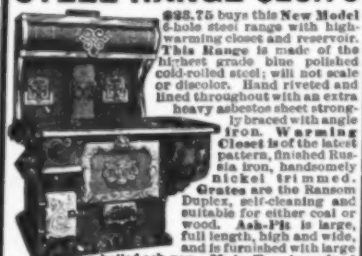 $28.75 buys this New Model
6-hole steel range with high-
warming closet and reservoir.
This Range is made of the
highest grade blue polished
cold-rolled steel; will not scale
or discolor. Hand riveted and
lined throughout with an extra
heavy asbestos sheet strong-
ly braced with angle
iron. Warming
Closet is of the latest
pattern, finished Rus-
sia iron, handsomely
nickel trimmed.
Grates are the Ransom
Duplex, self-cleaning and
suitable for either coal or
wood. Ash-Pit is large,
full length, high and wide,
and is furnished with large